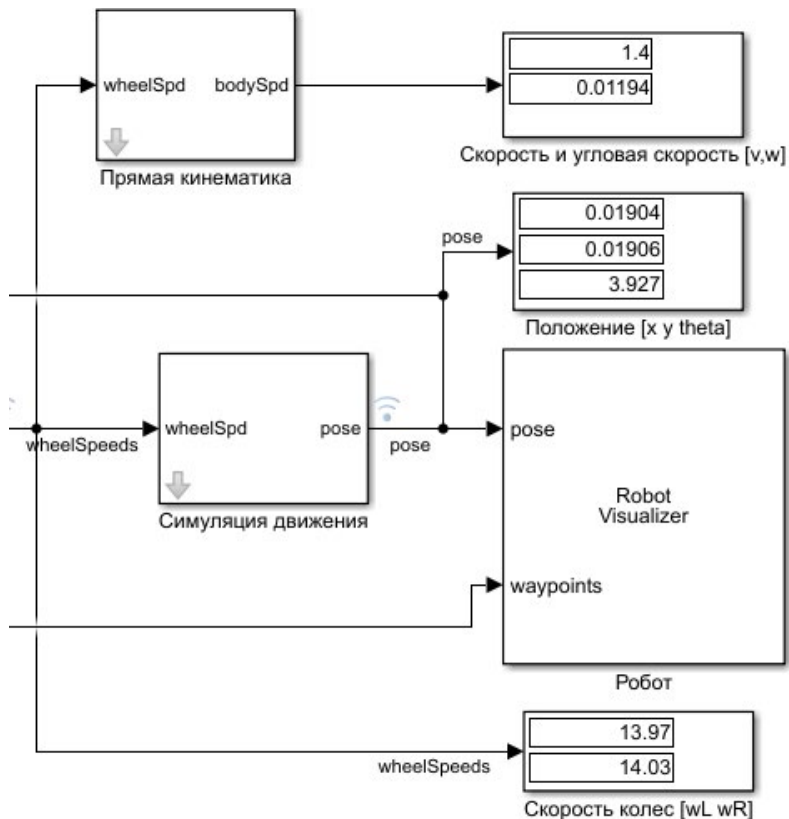 wheelSpd bodySpd
Прямая кинематика
1.4
0.01194
Скорость и угловая скорость [v,w]
pose
0.01904
0.01906
3.927
Положение [x y theta]
wheelSpeeds
wheelSpd pose
Симуляция движения
pose
pose
Robot
Visualizer
waypoints
Робот
wheelSpeeds
13.97
14.03
Скорость колес [wL wR]